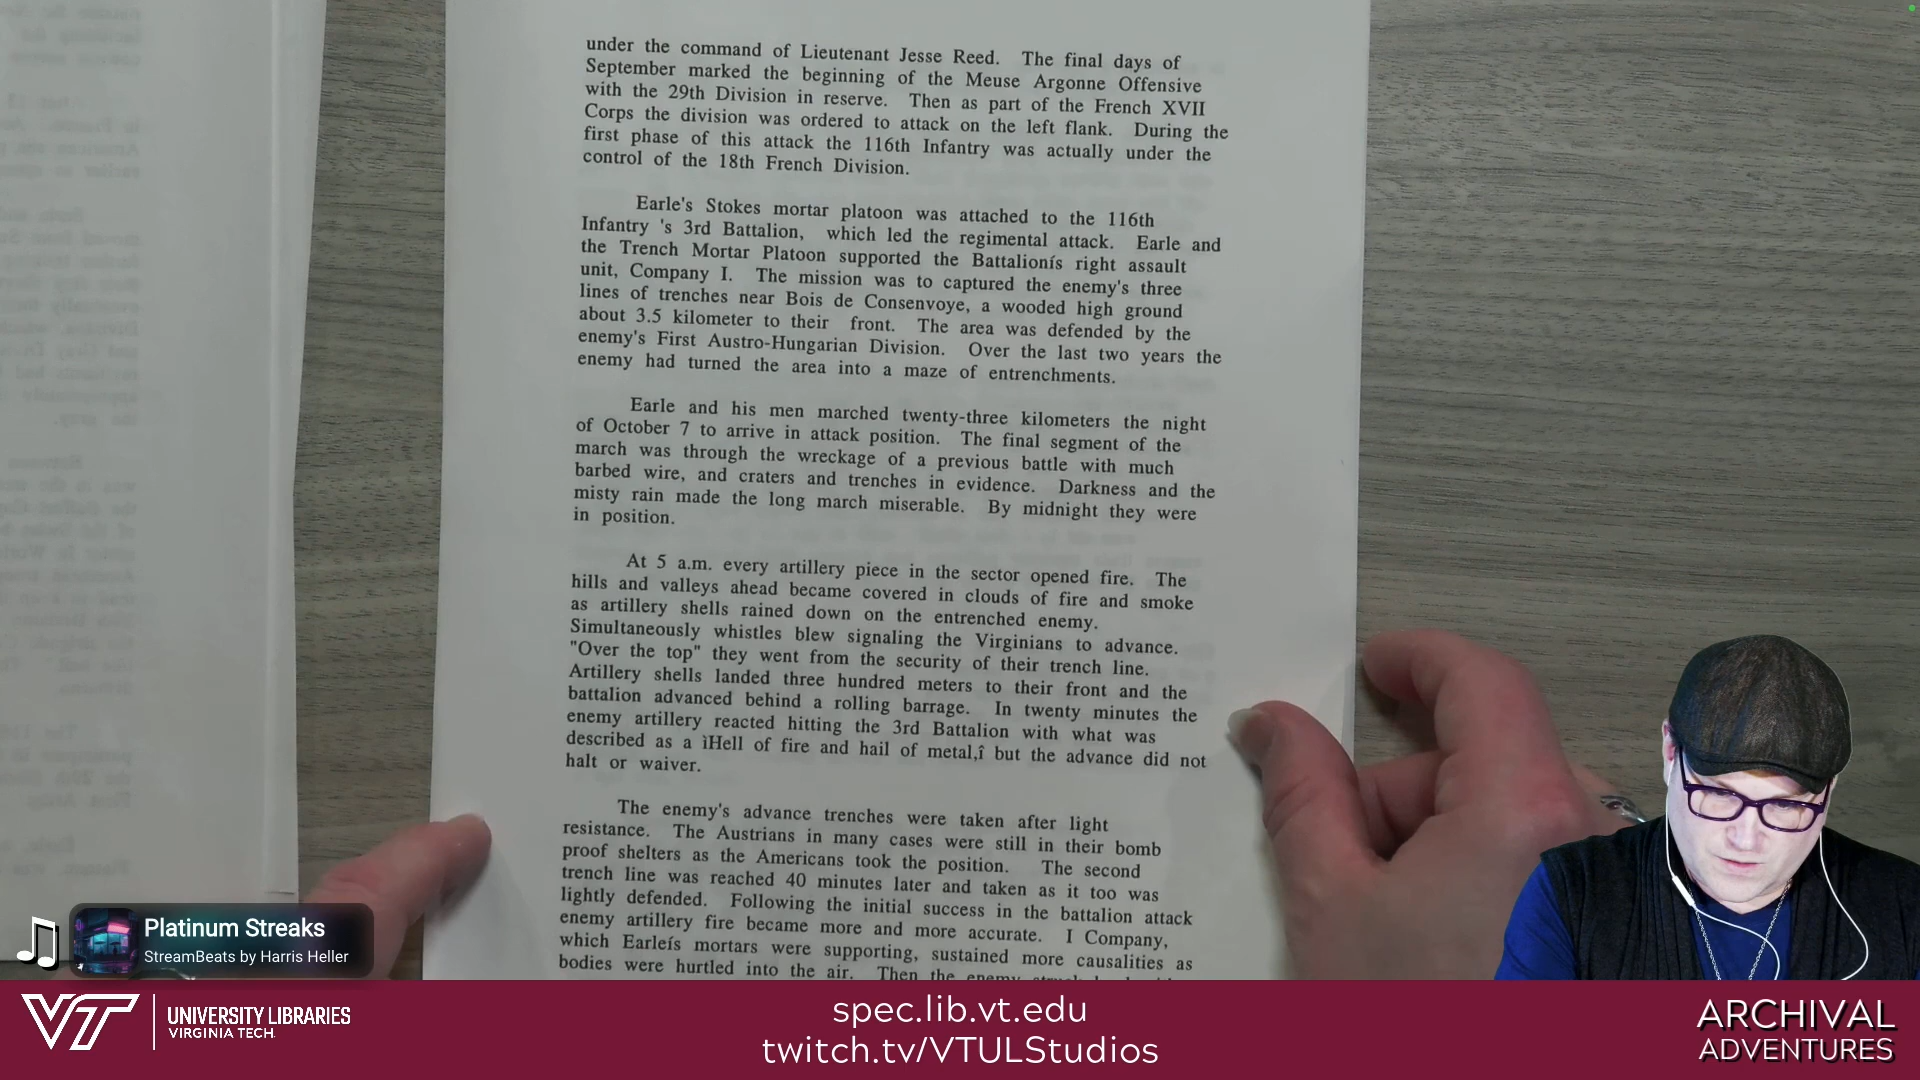 under the command of Lieutenant Jesse Reed. The final days of
September marked the beginning of the Meuse Argonne Offensive
with the 29th Division in reserve. Then as part of the French XVII
Corps the division was ordered to attack on the left flank. During the
first phase of this attack the 116th Infantry was actually under the
control of the 18th French Division.
Earle's Stokes mortar platoon was attached to the 116th
Infantry 's 3rd Battalion, which led the regimental attack. Earle and
the Trench Mortar Platoon supported the Battalionís right assault
unit, Company I. The mission was to captured the enemy's three
lines of trenches near Bois de Consenvoye, a wooded high ground
about 3.5 kilometer to their front. The area was defended by the
enemy's First Austro-Hungarian Division. Over the last two years the
enemy had turned the area into a maze of entrenchments.
Earle and his men marched twenty-three kilometers the night
of October 7 to arrive in attack position. The final segment of the
march was through the wreckage of a previous battle with much
barbed wire, and craters and trenches in evidence. Darkness and the
misty rain made the long march miserable. By midnight they were
in position.
At 5 a.m. every artillery piece in the sector opened fire. The
hills and valleys ahead became covered in clouds of fire and smoke
as artillery shells rained down on the entrenched enemy.
Simultaneously whistles blew signaling the Virginians to advance.
"Over the top" they went from the security of their trench line.
Artillery shells landed three hundred meters to their front and the
battalion advanced behind a rolling barrage. In twenty minutes the
enemy artillery reacted hitting the 3rd Battalion with what was
described as a ìHell of fire and hail of metal,î but the advance did not
halt or waiver.
The enemy's advance trenches were taken after light
resistance. The Austrians in many cases were still in their bomb
proof shelters as the Americans took the position. The second
trench line was reached 40 minutes later and taken as it too was
lightly defended. Following the initial success in the battalion attack
enemy artillery fire became more and more accurate. I Company,
which Earleís mortars were supporting, sustained more causalities as
bodies were hurtled into the air. Then the enemy
Platinum Streaks
StreamBeats by Harris Heller
VT
UNIVERSITY LIBRARIES
VIRGINIA TECH
spec.lib.vt.edu
twitch.tv/VTULStudios
ARCHIVAL
ADVENTURES